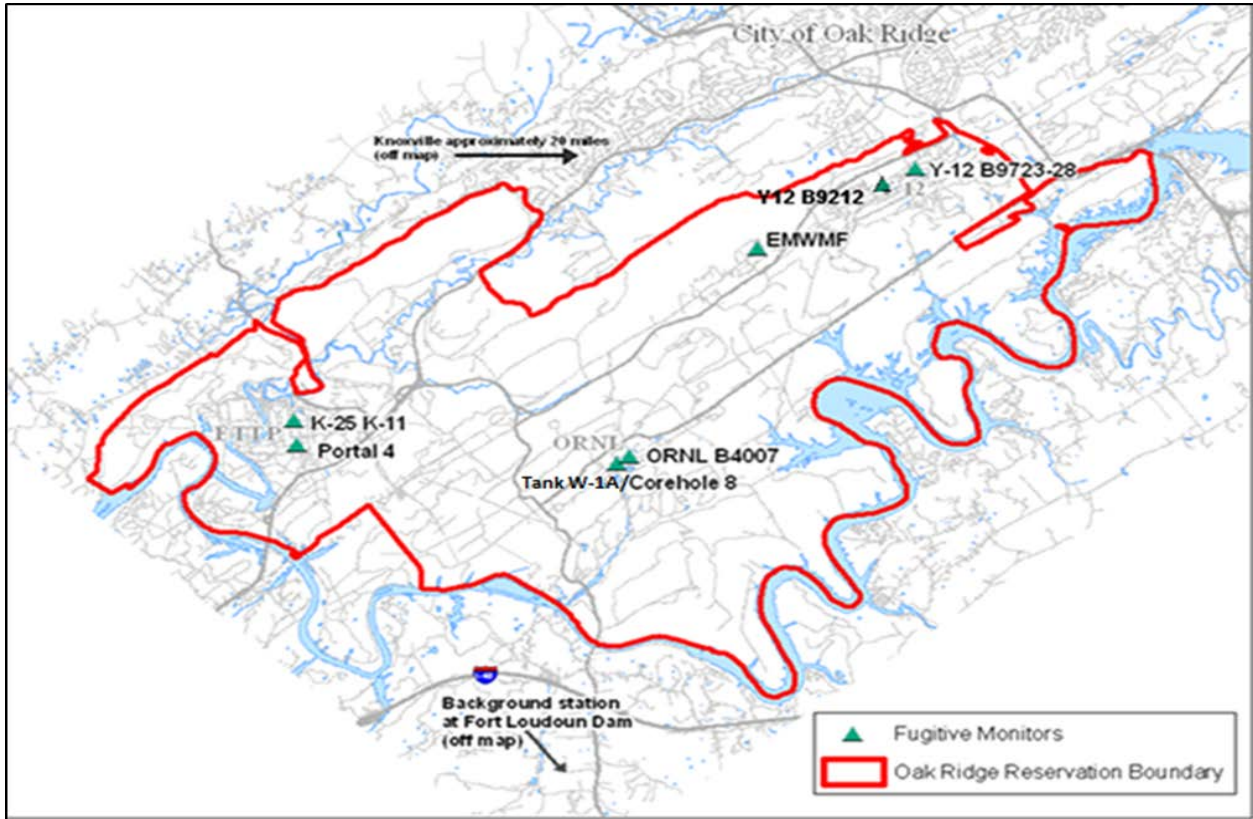 City of Oak Ridge
Knoxville approximately 20 miles
(off map)
Y-12 B9723-28
Y12 B9212
12
EMWMF
K-25 K-11
ETTP
Portal 4
ORNL
ORNL B4007
Tank W-1A/Corehole 8
Background station
at Fort Loudoun Dam
(off map)
Fugitive Monitors
Oak Ridge Reservation Boundary